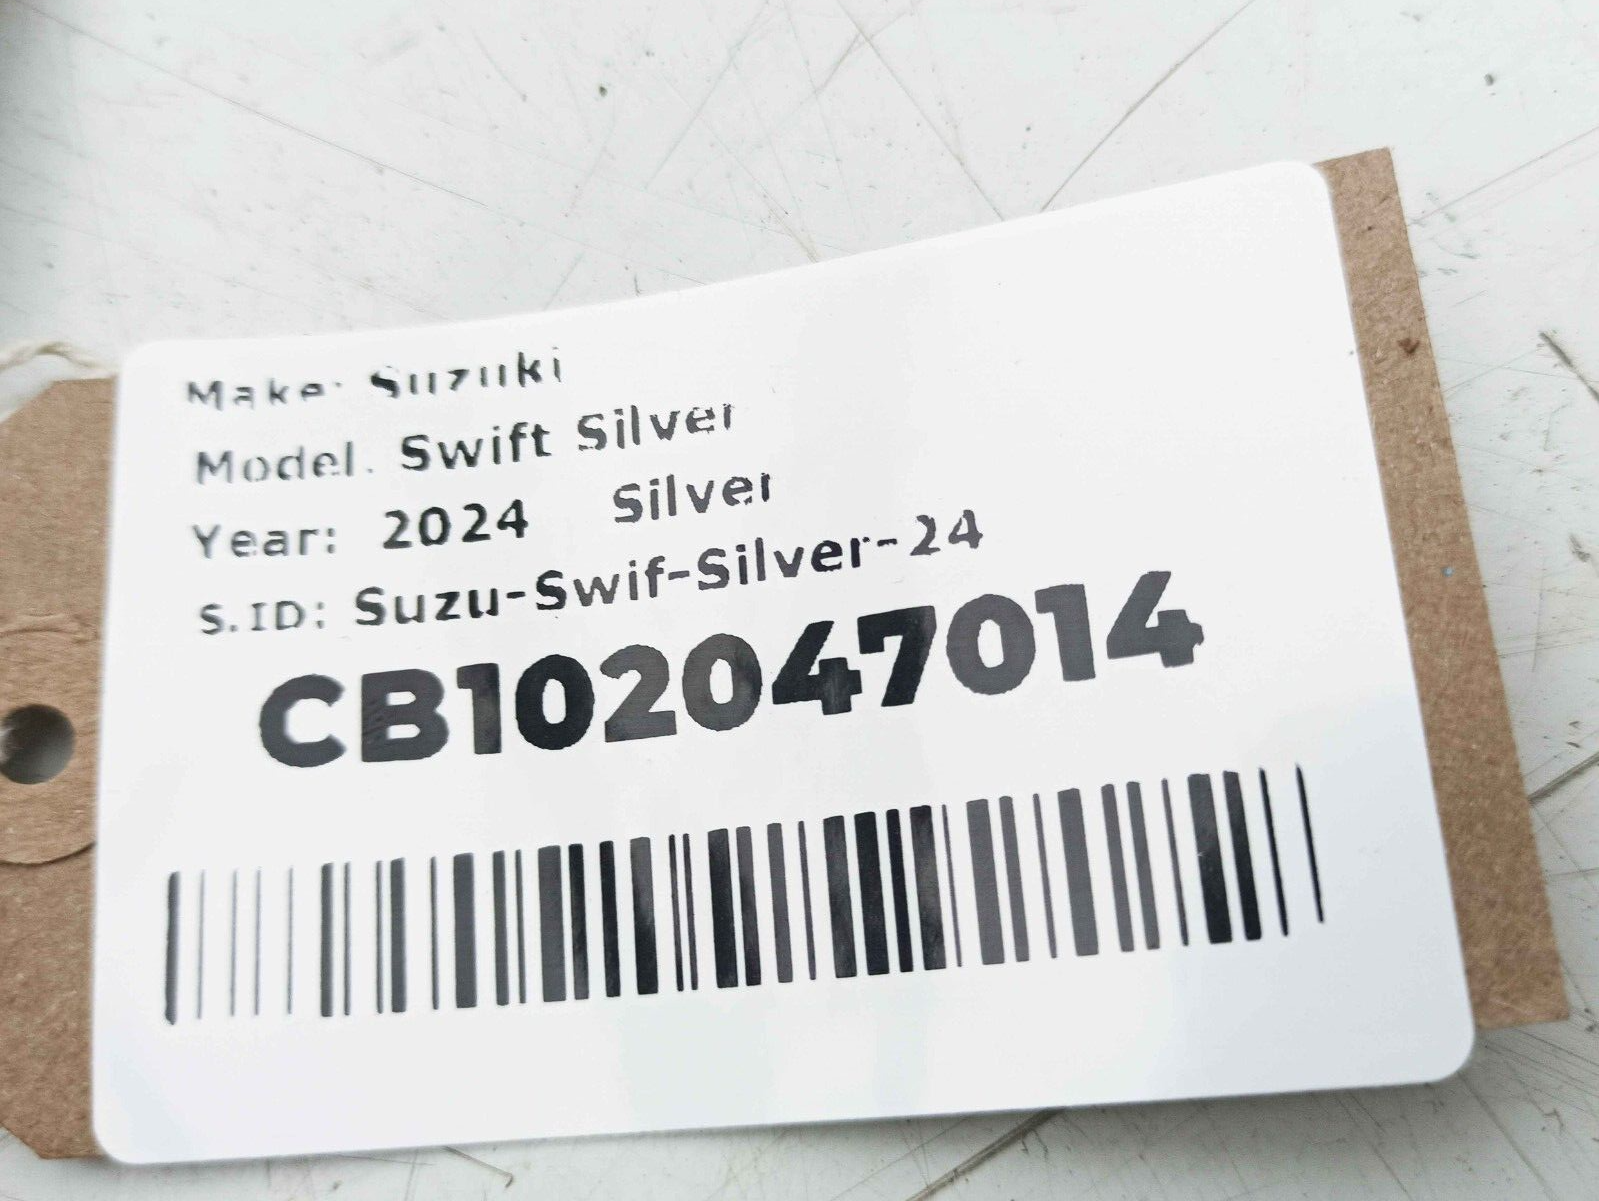 Make: Suzuki
Model: Swift Silver
Year: 2024 Silver
S.ID: Suzu-Swif-Silver-24
CB102047014